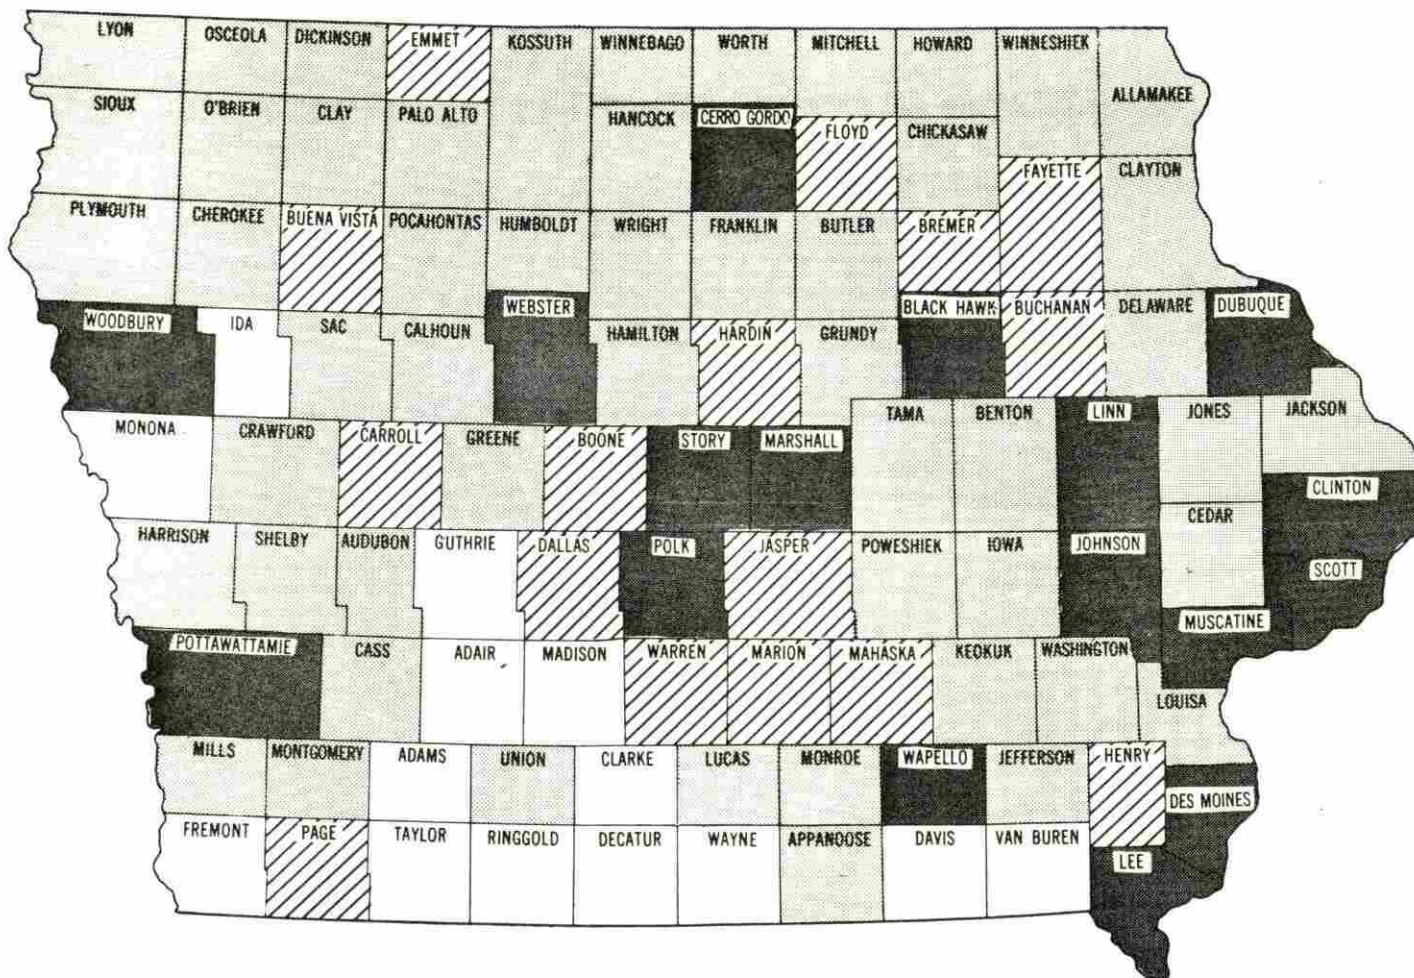 LYON
OSCEOLA
DICKINSON
EMMET
KOSSUTH
WINNEBAGO
WORTH
MITCHELL
HOWARD
WINNESHIEK
ALLAMAKEE
SIOUX
O'BRIEN
CLAY
PALO ALTO
HANCOCK
CERRO GORDO
FLOYD
CHICKASAW
FAYETTE
CLAYTON
PLYMOUTH
CHEROKEE
BUENA VISTA
POCAHONTAS
HUMBOLDT
WRIGHT
FRANKLIN
BUTLER
BREMER
WOODBURY
IDA
SAC
CALHOUN
WEBSTER
HAMILTON
HARDIN
GRUNDY
BLACK HAWK
BUCHANAN
DELAWARE
DUBUQUE
MONONA
CRAWFORD
CARROLL
GREENE
BOONE
STORY
MARSHALL
TAMA
BENTON
LINN
JONES
JACKSON
CLINTON
HARRISON
SHELBY
AUDUBON
GUTHRIE
DALLAS
POLK
JASPER
POWESHIEK
IOWA
JOHNSON
CEDAR
SCOTT
MUSCATINE
POTTAWATTAMIE
CASS
ADAIR
MADISON
WARREN
MARION
MAHASKA
KEOKUK
WASHINGTON
LOUISA
MILLS
MONTGOMERY
ADAMS
UNION
CLARKE
LUCAS
MONROE
WAPELLO
JEFFERSON
HENRY
DES MOINES
FREMONT
PAGE
TAYLOR
RINGGOLD
DECATUR
WAYNE
APPANOOSE
DAVIS
VAN BUREN
LEE